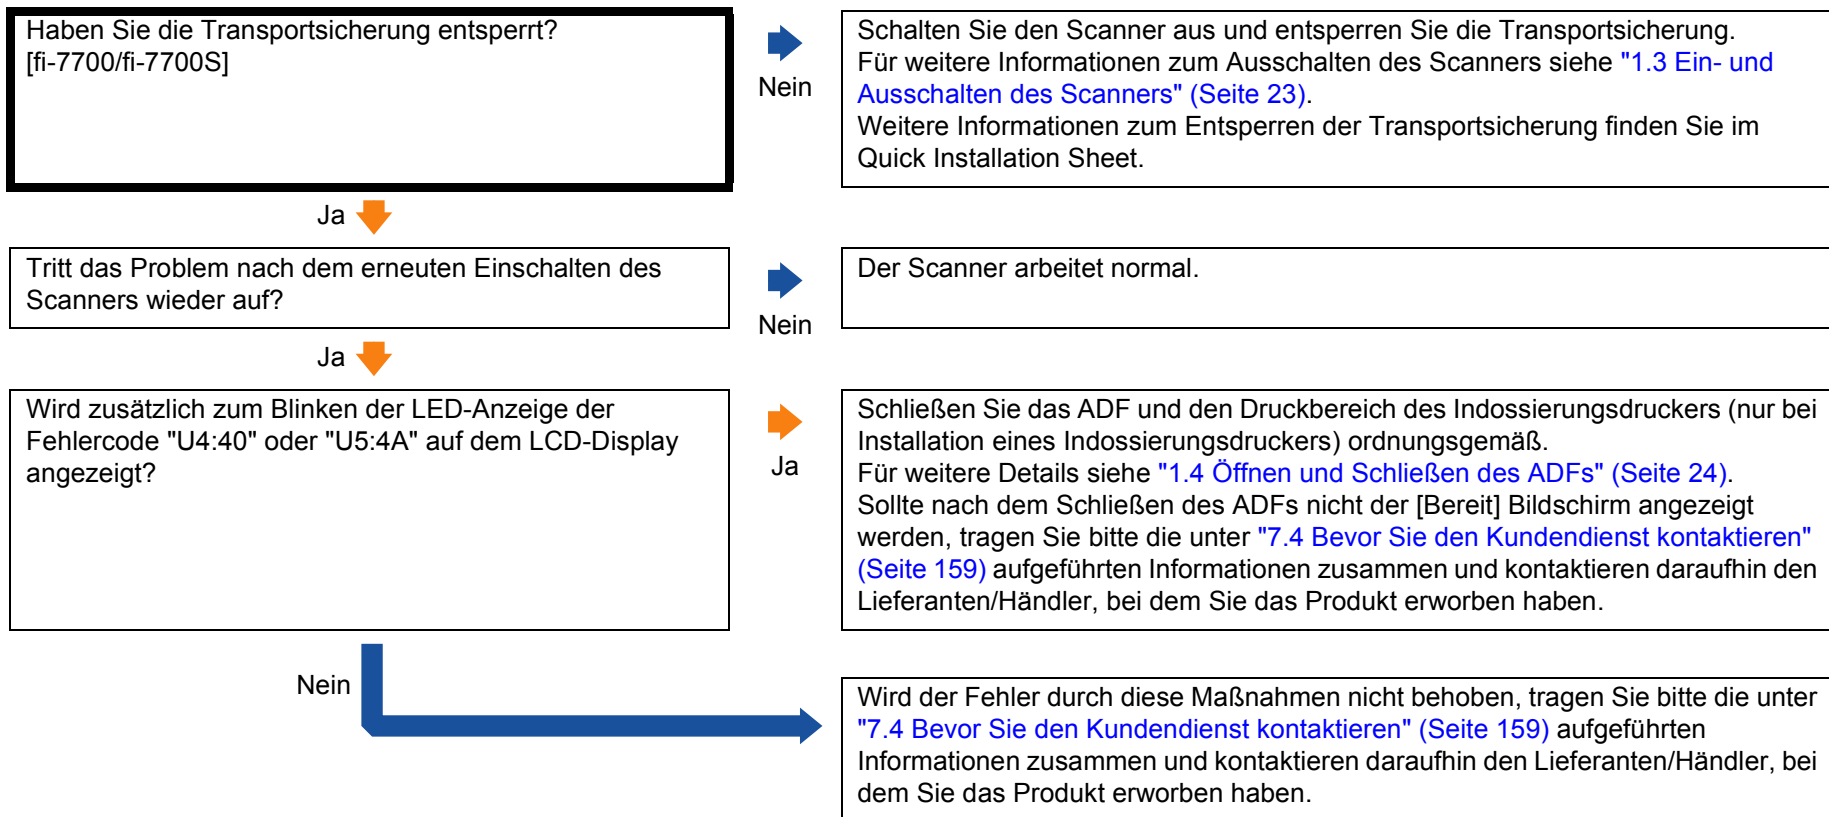 Haben Sie die Transportsicherung entsperrt?
[fi-7700/fi-7700S]
Nein
Schalten Sie den Scanner aus und entsperren Sie die Transportsicherung.
Für weitere Informationen zum Ausschalten des Scanners siehe "1.3 Ein- und
Ausschalten des Scanners" (Seite 23).
Weitere Informationen zum Entsperren der Transportsicherung finden Sie im
Quick Installation Sheet.
Ja
Tritt das Problem nach dem erneuten Einschalten des
Scanners wieder auf?
Nein
Der Scanner arbeitet normal.
Ja
Wird zusätzlich zum Blinken der LED-Anzeige der
Fehlercode "U4:40" oder "U5:4A" auf dem LCD-Display
angezeigt?
Ja
Schließen Sie das ADF und den Druckbereich des Indossierungsdruckers (nur bei
Installation eines Indossierungsdruckers) ordnungsgemäß.
Für weitere Details siehe "1.4 Öffnen und Schließen des ADFs" (Seite 24).
Sollte nach dem Schließen des ADFs nicht der [Bereit] Bildschirm angezeigt
werden, tragen Sie bitte die unter "7.4 Bevor Sie den Kundendienst kontaktieren"
(Seite 159) aufgeführten Informationen zusammen und kontaktieren daraufhin den
Lieferanten/Händler, bei dem Sie das Produkt erworben haben.
Nein
Wird der Fehler durch diese Maßnahmen nicht behoben, tragen Sie bitte die unter
"7.4 Bevor Sie den Kundendienst kontaktieren" (Seite 159) aufgeführten
Informationen zusammen und kontaktieren daraufhin den Lieferanten/Händler, bei
dem Sie das Produkt erworben haben.